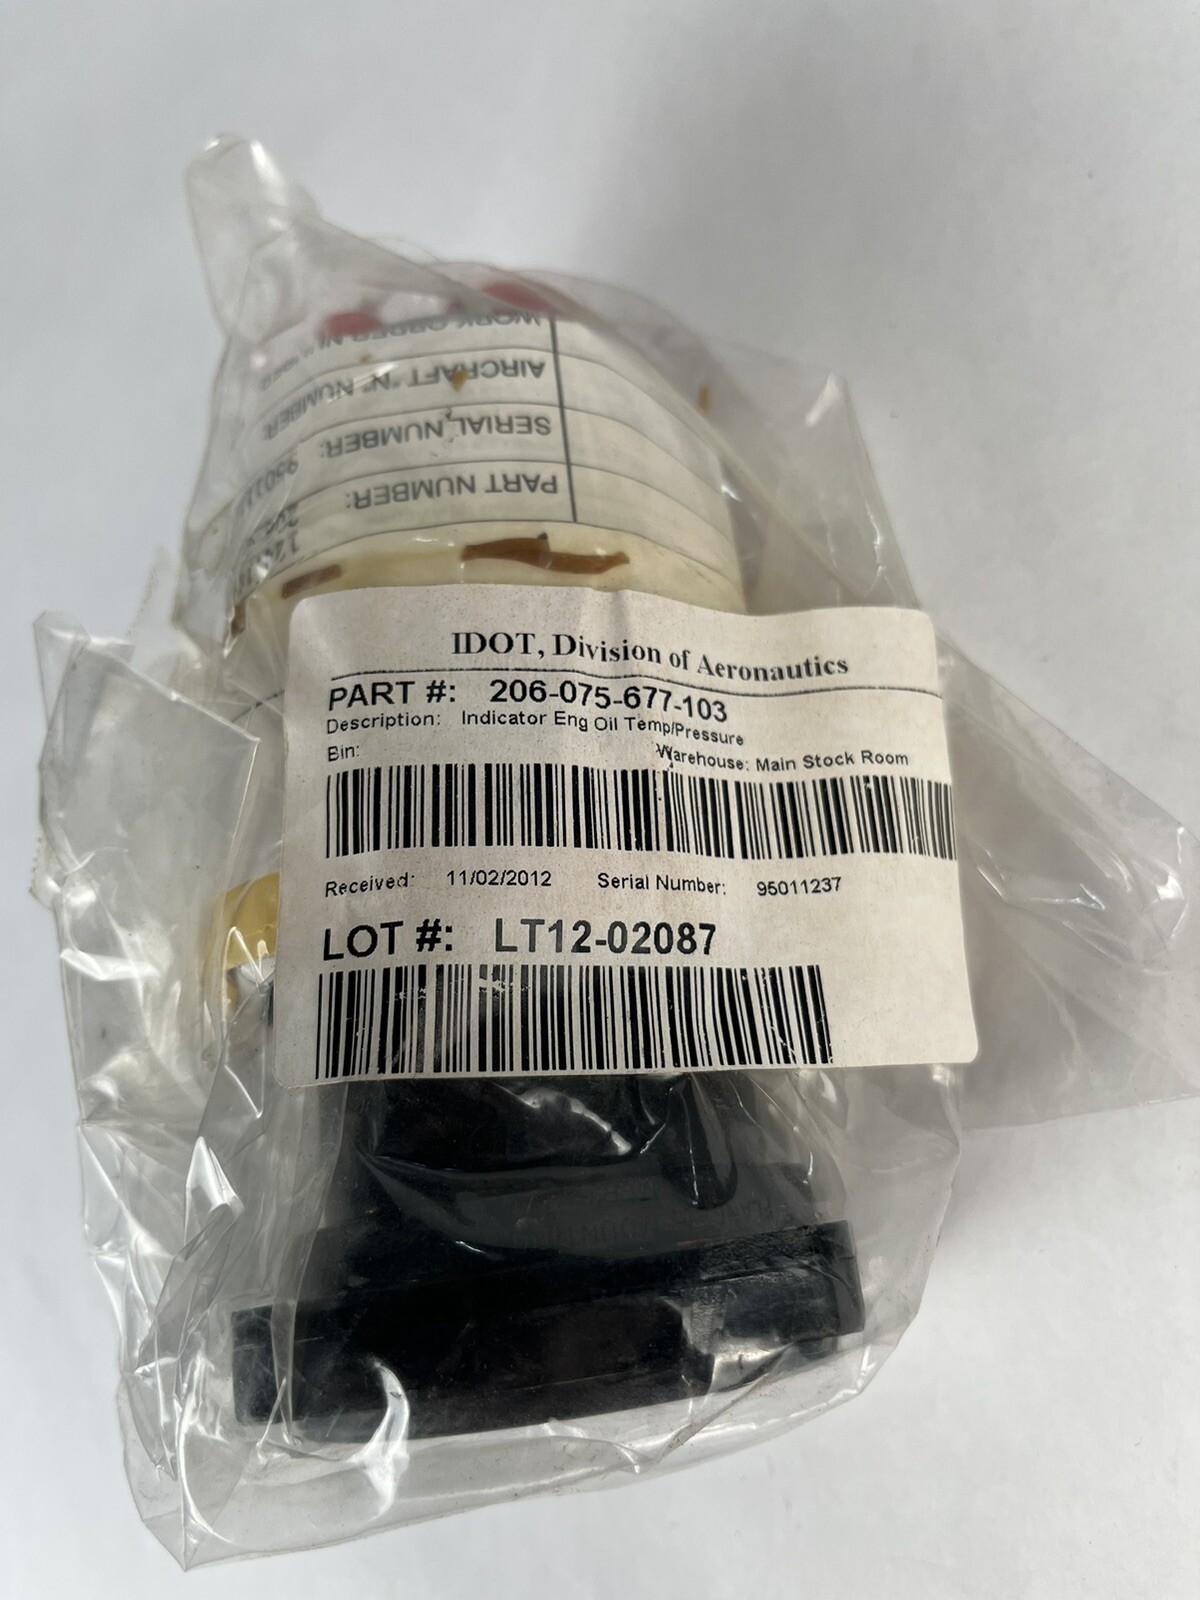 WORK ORDER
AIRCRAFT "N" NUMBER:
SERIAL NUMBER:
PART NUMBER:
IDOT, Division of Aeronautics
PART #: 206-075-677-103
Description: Indicator Eng Oil Temp/Pressure
Bin: Warehouse: Main Stock Room
Received: 11/02/2012 Serial Number: 95011237
LOT #: LT12-02087